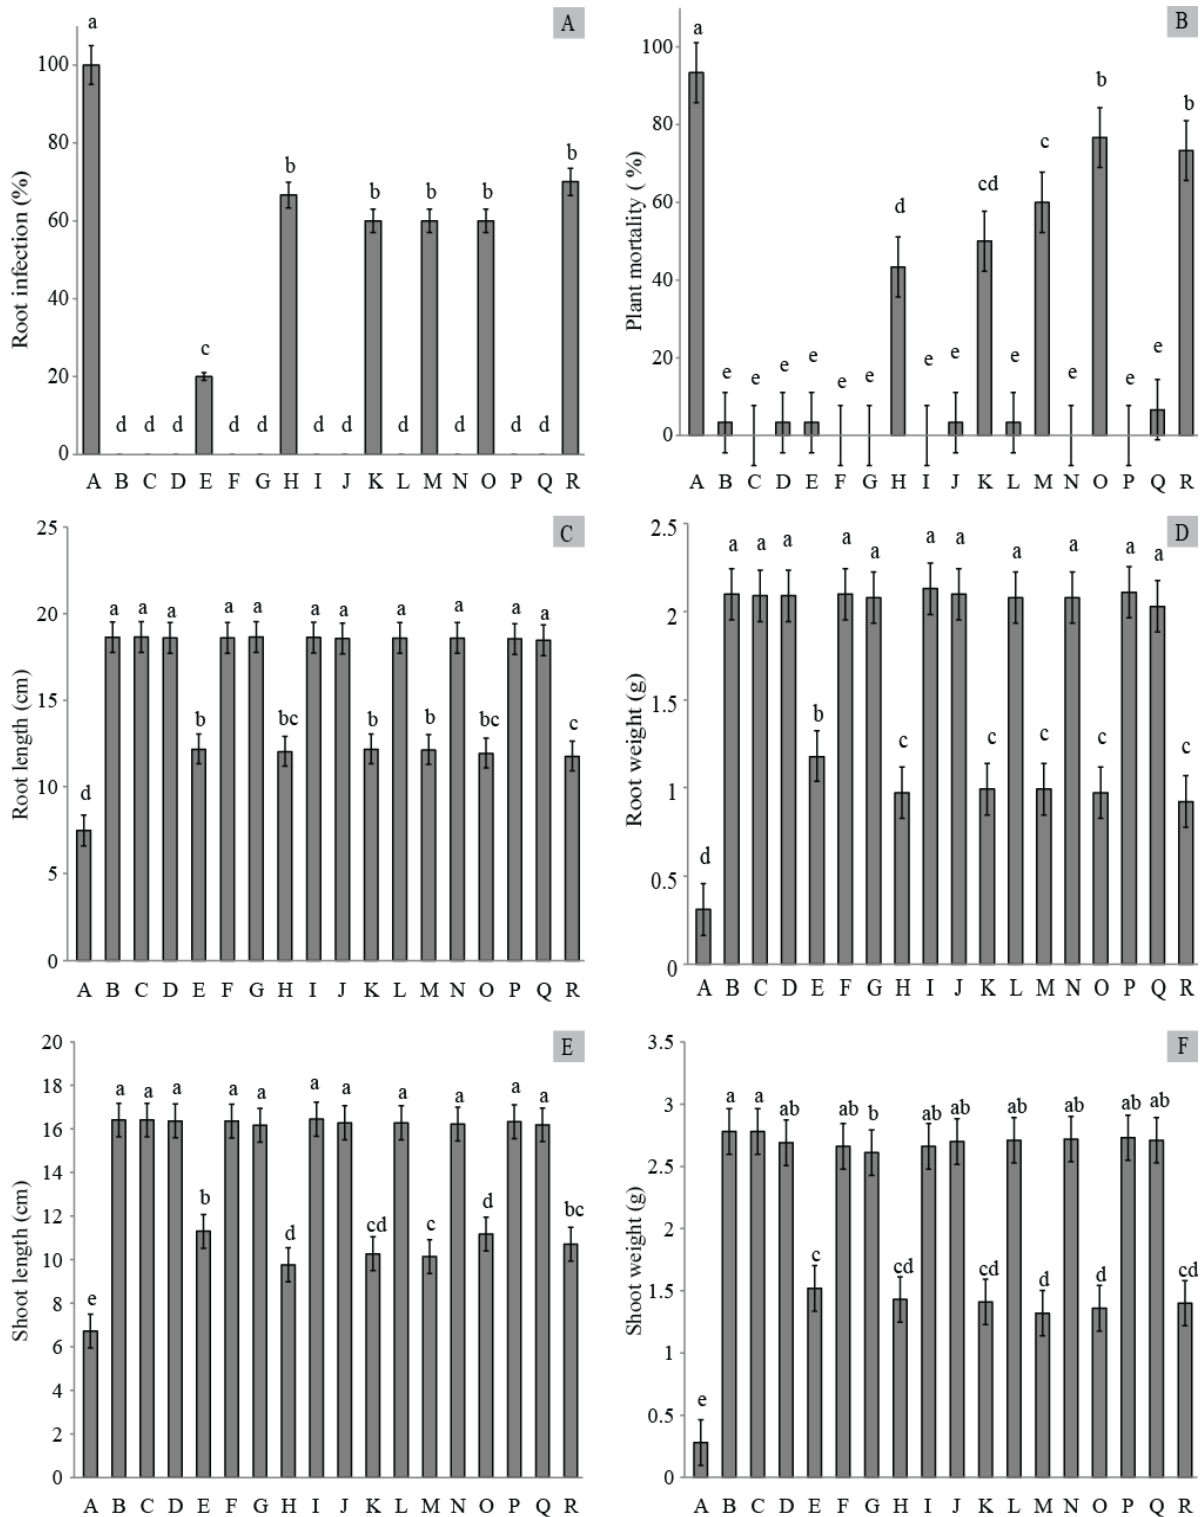 A
Root infection (%)
100
80
60
40
20
0
a d d d c d d b d d b d b d b d d b
A B C D E F G H I J K L M N O P Q R
B
Plant mortality ( %)
100
80
60
40
20
0
a e e e e e e d e e cd e c e b e e b
A B C D E F G H I J K L M N O P Q R
C
Root length (cm)
25
20
15
10
5
0
d a a a b a a bc a a b a b a bc a a c
A B C D E F G H I J K L M N O P Q R
D
Root weight (g)
2.5
2
1.5
1
0.5
0
d a a a b a a c a a c a c a c a a c
A B C D E F G H I J K L M N O P Q R
E
Shoot length (cm)
20
18
16
14
12
10
8
6
4
2
0
e a a a b a a d a a cd a c a d a a bc
A B C D E F G H I J K L M N O P Q R
F
Shoot weight (g)
3.5
3
2.5
2
1.5
1
0.5
0
e a a ab c ab b cd ab ab cd ab d ab d ab ab cd
A B C D E F G H I J K L M N O P Q R